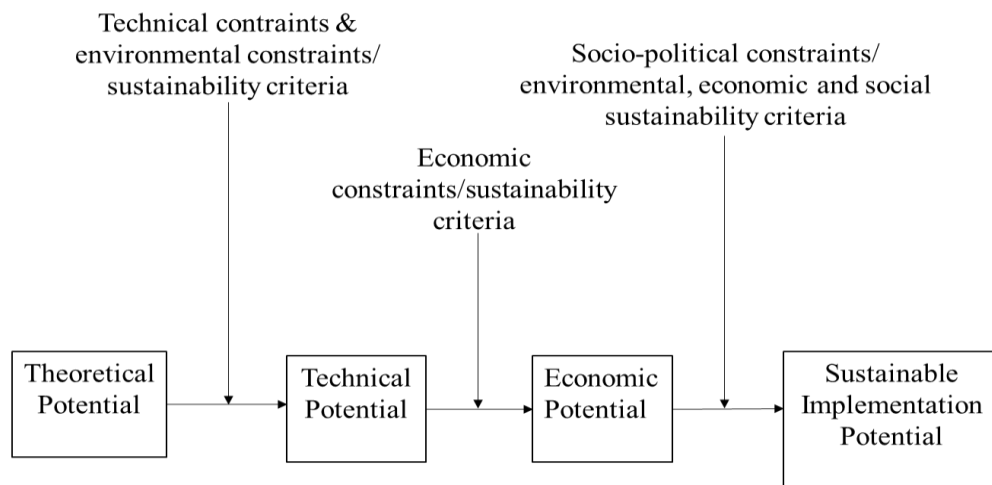 Technical contraints &
environmental constraints/
sustainability criteria
Socio-political constraints/
environmental, economic and social
sustainability criteria
Economic
constraints/sustainability
criteria
Theoretical
Potential
Technical
Potential
Economic
Potential
Sustainable
Implementation
Potential